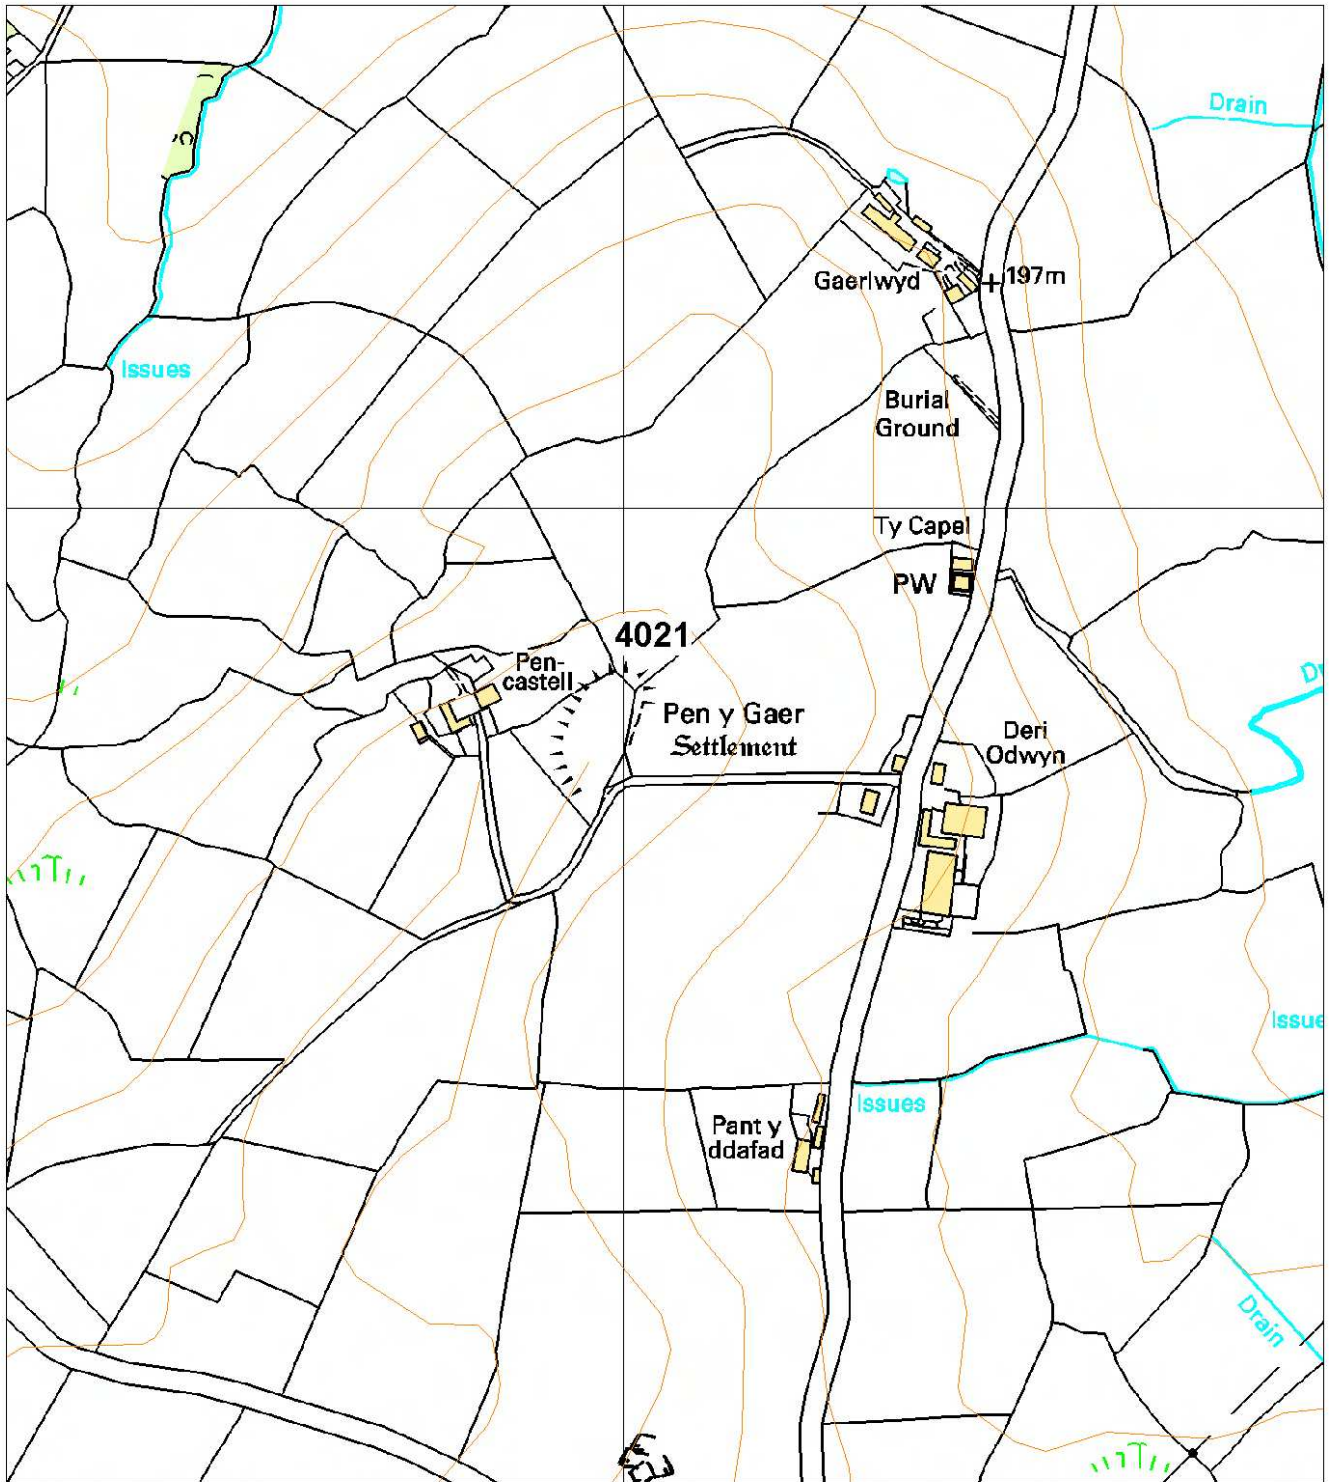 Drain
Gaerlwyd
197m
Issues
Burial
Ground
Ty Capel
PW
4021
Pen-
castell
Pen y Gaer
Settlement
Deri
Odwyn
Issues
Pant y
ddafad
Drain